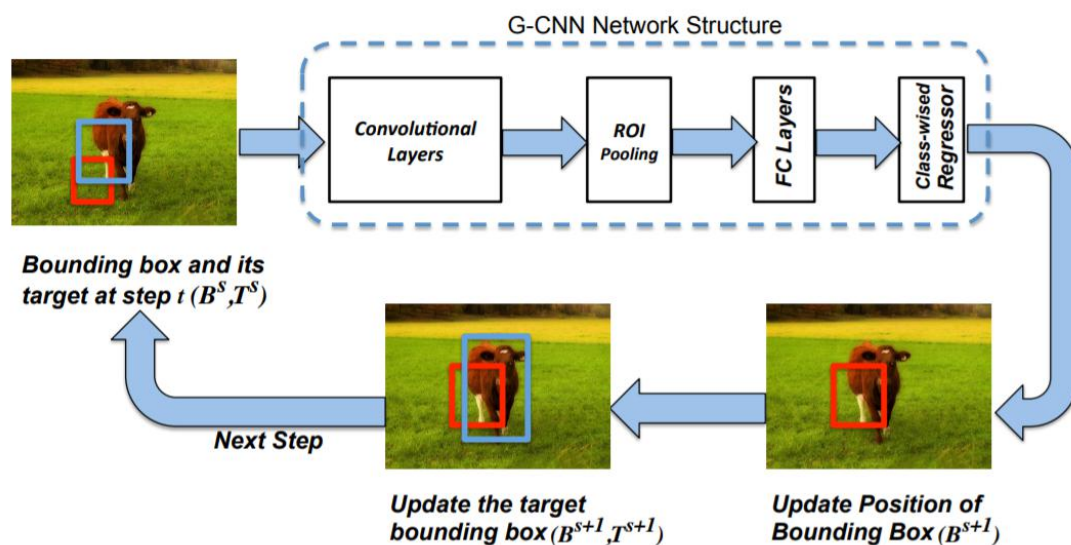 G-CNN Network Structure
Convolutional
Layers
ROI
Pooling
FC Layers
Class-wised
Regressor
Bounding box and its
target at step t (B^s,T^s)
Next Step
Update the target
bounding box (B^{s+1},T^{s+1})
Update Position of
Bounding Box (B^{s+1})